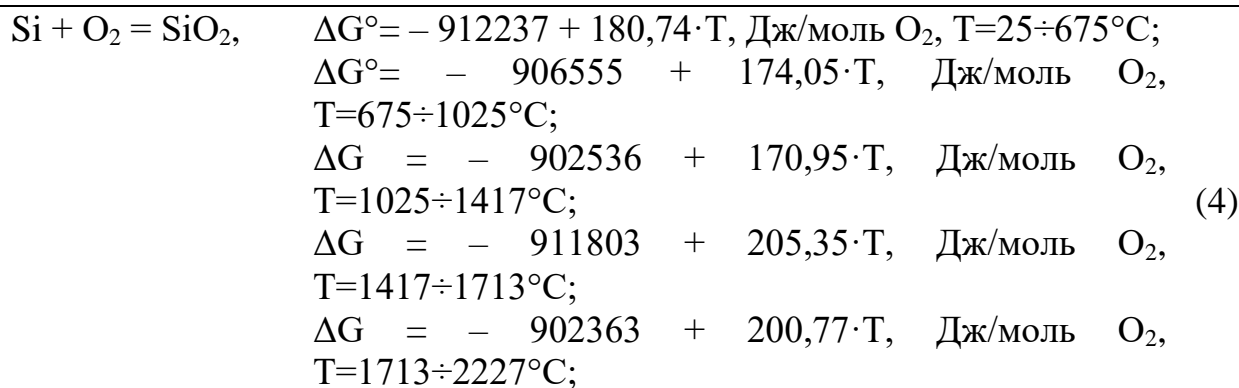 Si + O₂ = SiO₂, ΔG°= – 912237 + 180,74·T, Дж/моль O₂, T=25÷675°C;
ΔG°= – 906555 + 174,05·T, Дж/моль O₂,
T=675÷1025°C;
ΔG = – 902536 + 170,95·T, Дж/моль O₂,
T=1025÷1417°C; (4)
ΔG = – 911803 + 205,35·T, Дж/моль O₂,
T=1417÷1713°C;
ΔG = – 902363 + 200,77·T, Дж/моль O₂,
T=1713÷2227°C;